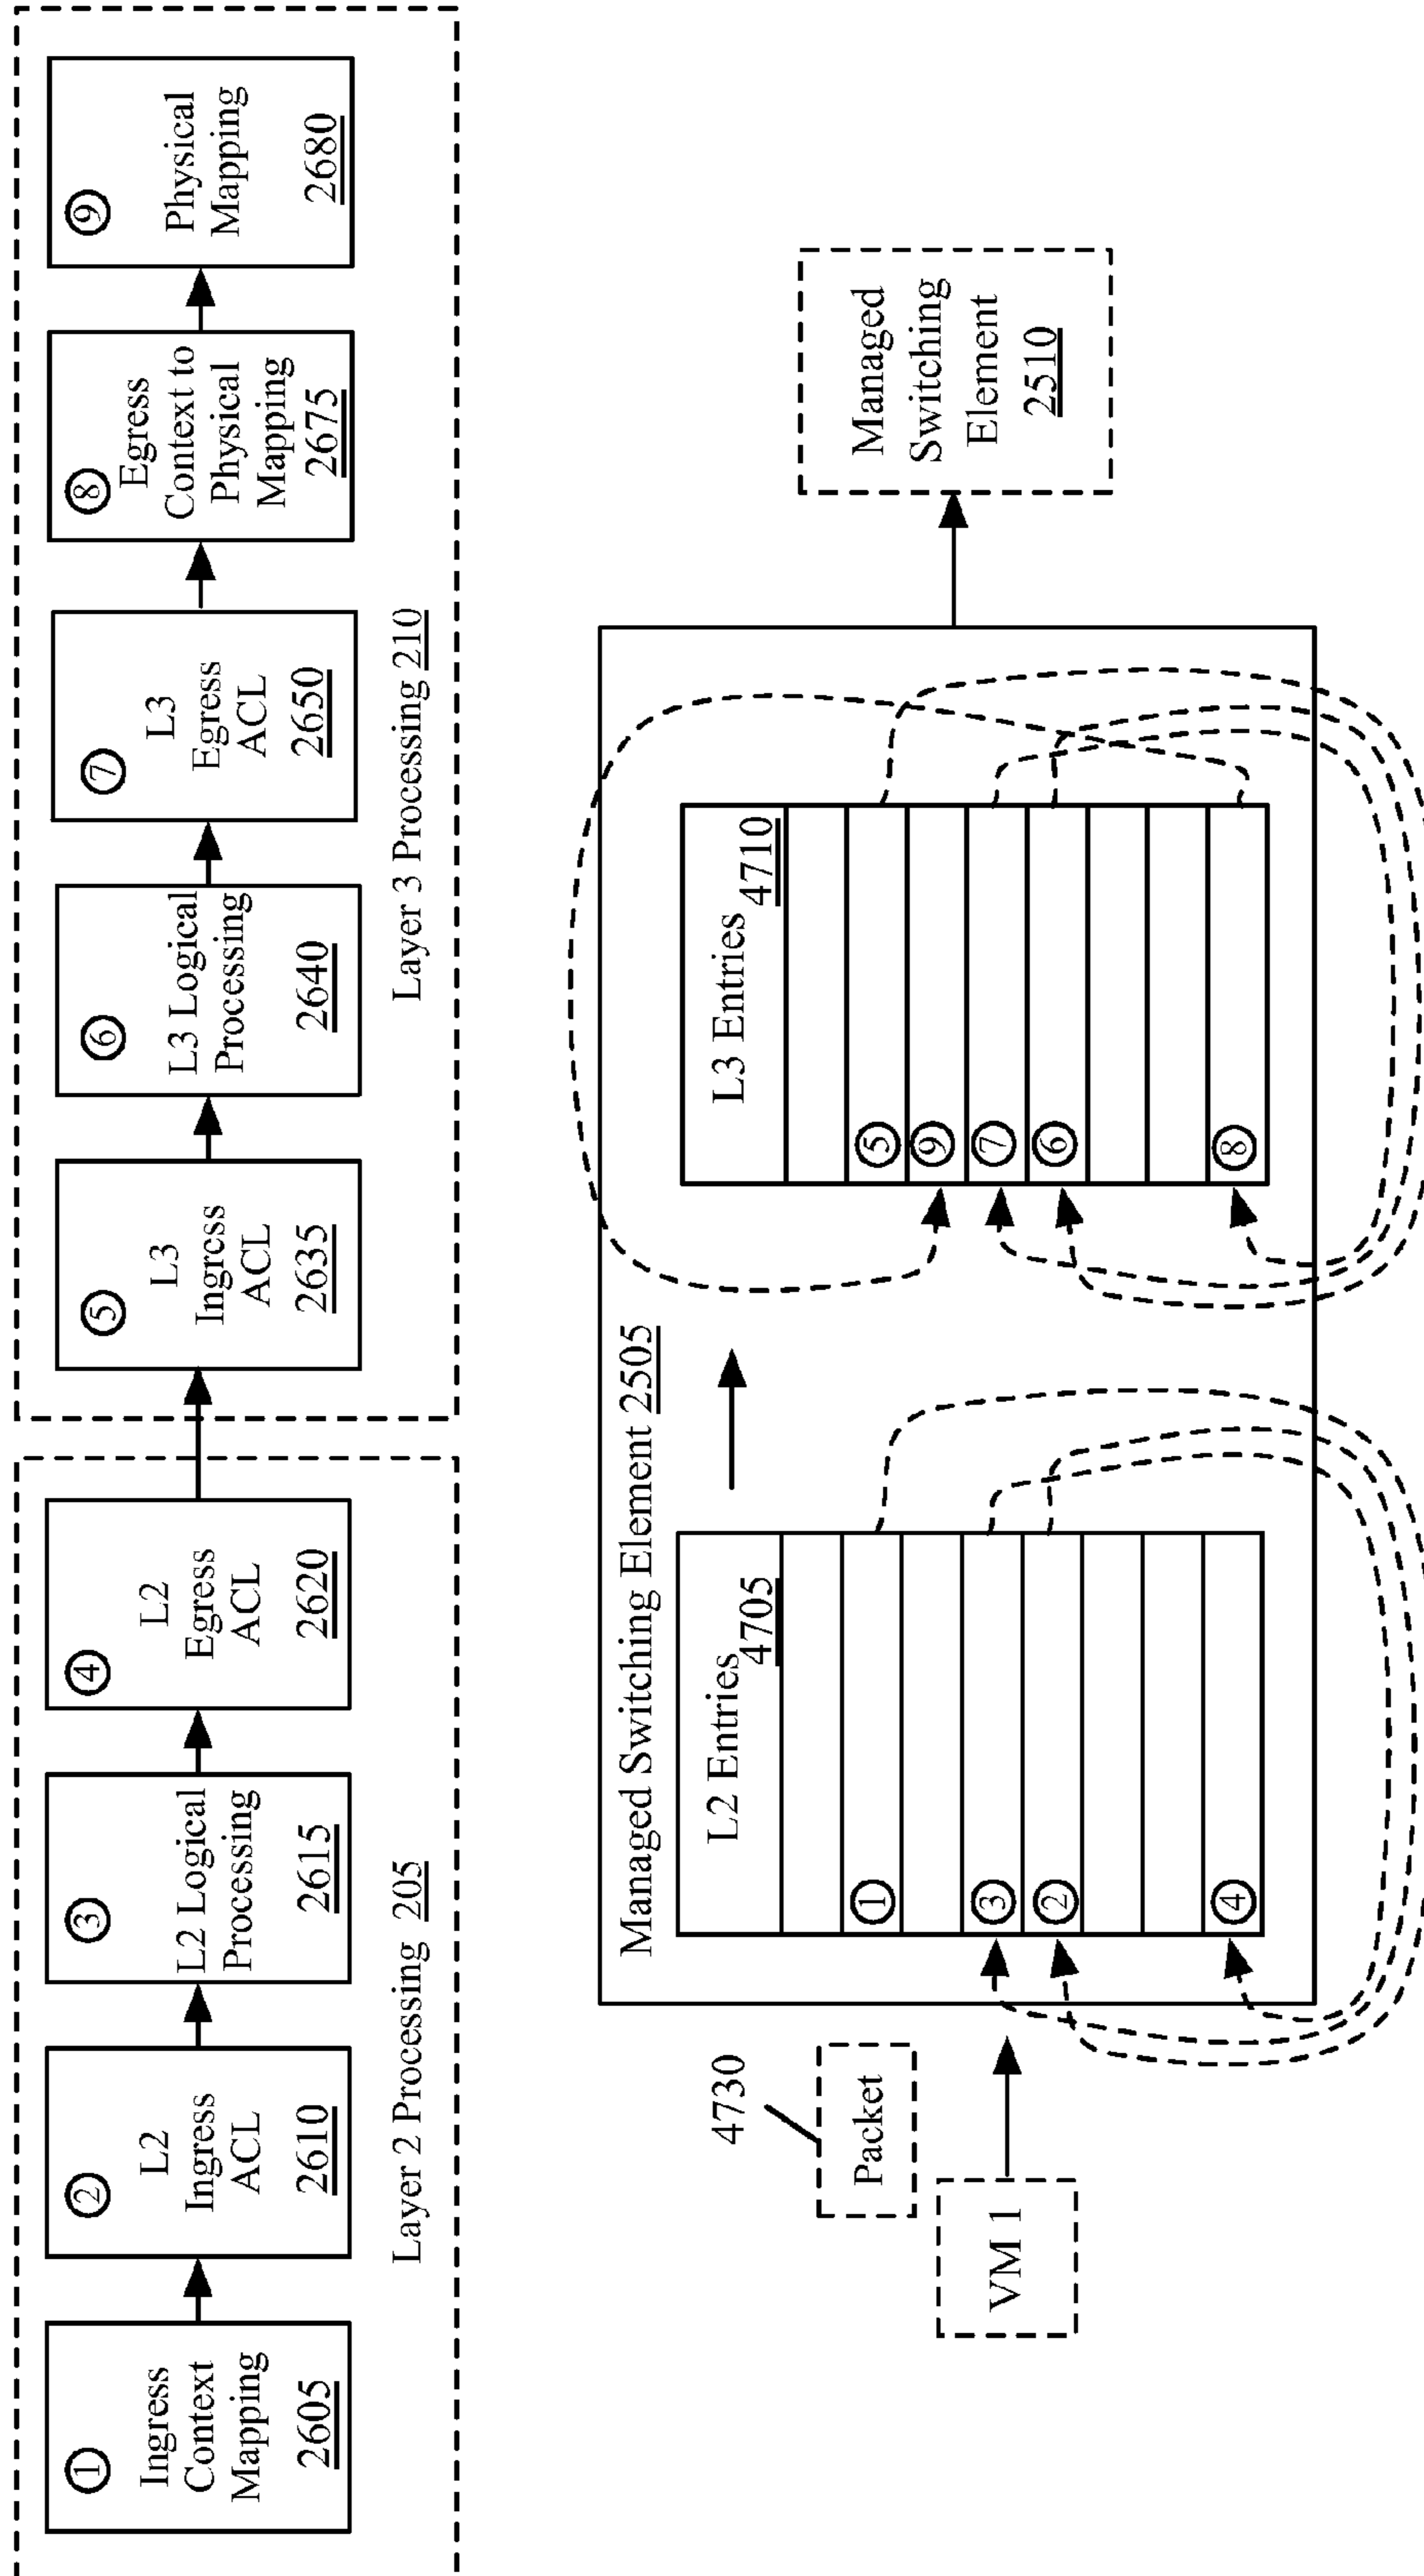 ①
Ingress
Context
Mapping
2605
②
L2
Ingress
ACL
2610
③
L2 Logical
Processing
2615
④
L2
Egress
ACL
2620
Layer 2 Processing 205
⑤
L3
Ingress
ACL
2635
⑥
L3 Logical
Processing
2640
⑦
L3
Egress
ACL
2650
⑧
Egress
Context to
Physical
Mapping
2675
⑨
Physical
Mapping
2680
Layer 3 Processing 210
Managed Switching Element 2505
4730
Packet
VM 1
L2 Entries
4705
①
③
②
④
L3 Entries
4710
⑤
⑨
⑦
⑥
⑧
Managed
Switching
Element
2510